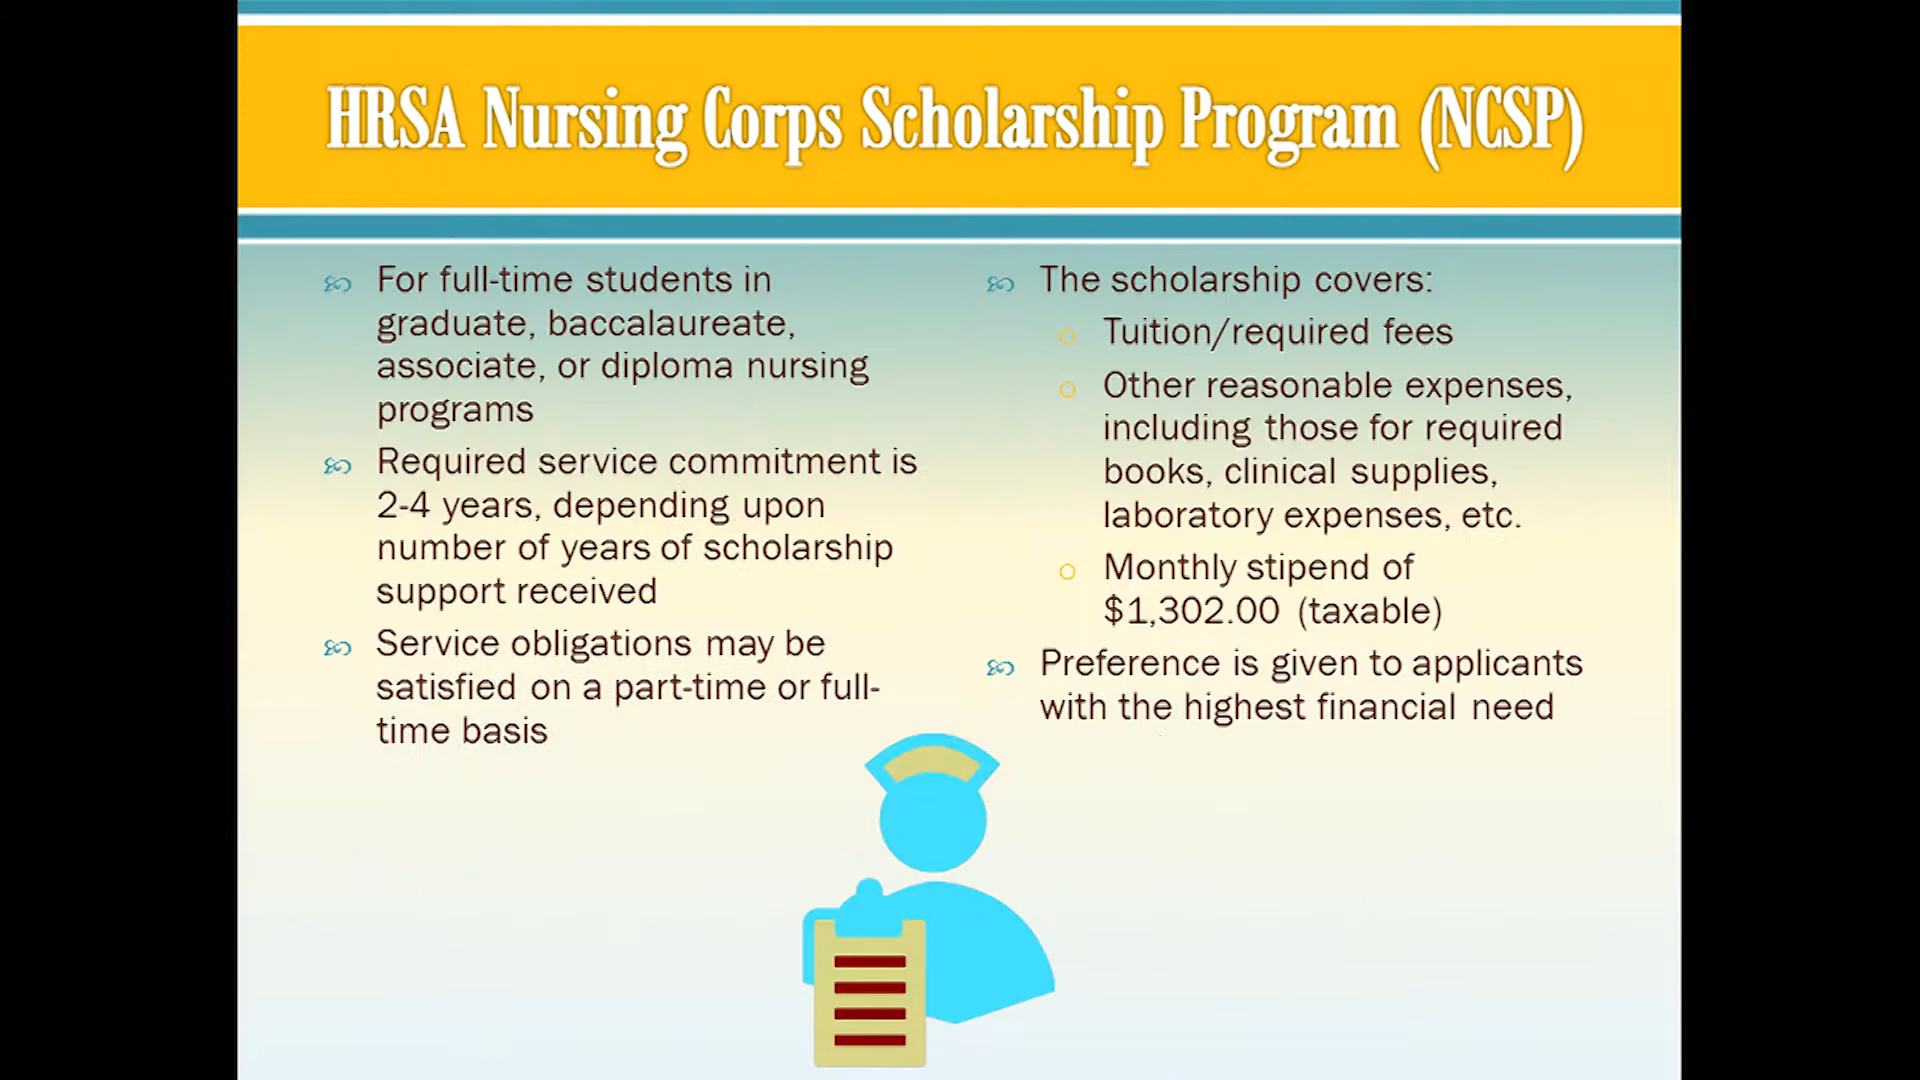 HRSA Nursing Corps Scholarship Program (NCSP)
For full-time students in
graduate, baccalaureate,
associate, or diploma nursing
programs
Required service commitment is
2-4 years, depending upon
number of years of scholarship
support received
Service obligations may be
satisfied on a part-time or full-
time basis
The scholarship covers:
Tuition/required fees
Other reasonable expenses,
including those for required
books, clinical supplies,
laboratory expenses, etc.
Monthly stipend of
$1,302.00 (taxable)
Preference is given to applicants
with the highest financial need